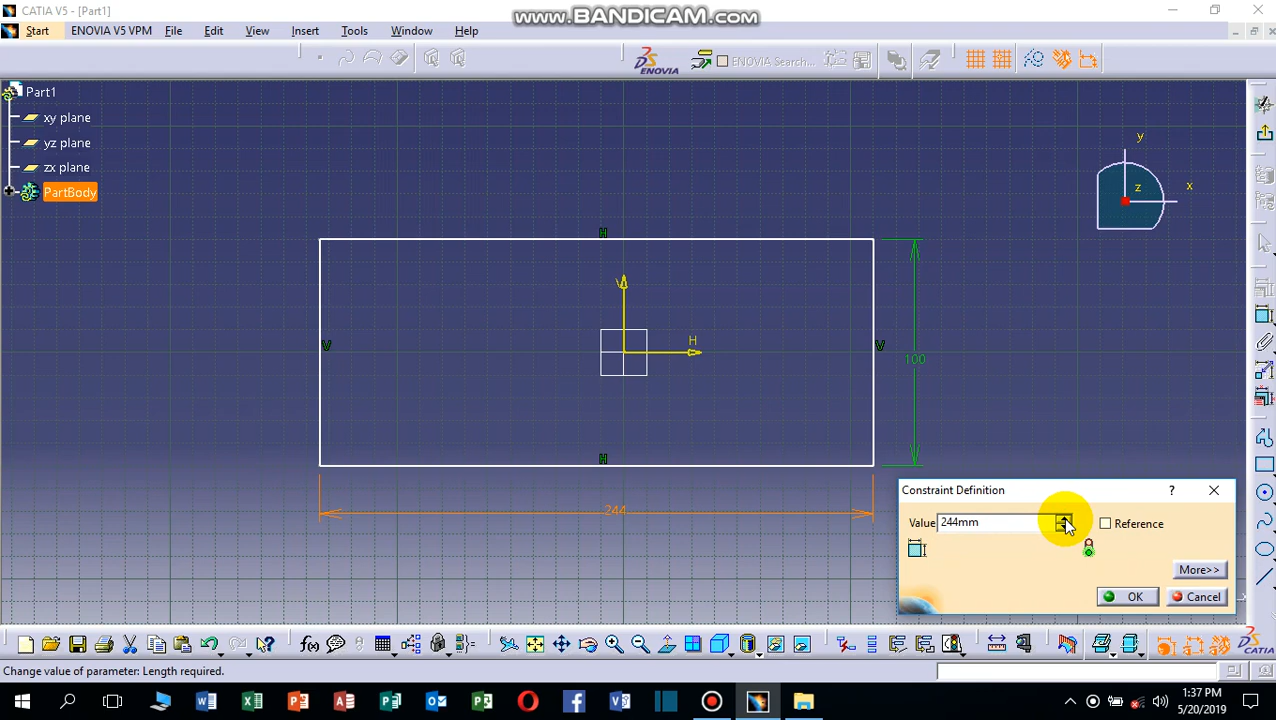 CATIA V5 - [Part1]
www.BANDICAM.com
Start ENOVIA V5 VPM File Edit View Insert Tools Window Help
ENOVIA
ENOVIA Search...
Part1
xy plane
yz plane
zx plane
PartBody
y
z
x
H
V
H
V
V
100
H
244
Constraint Definition
?
Value 244mm
Reference
More>>
OK Cancel
f(x)
CATIA
Change value of parameter: Length required.
1:37 PM
5/20/2019